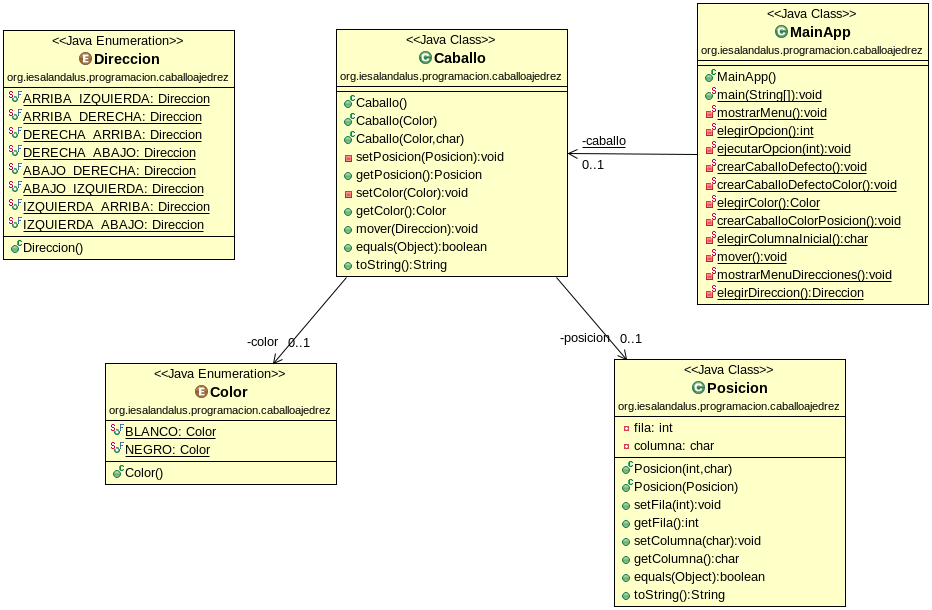 <<Java Enumeration>>
Direccion
org.iesalandalus.programacion.caballoajedrez
ARRIBA_IZQUIERDA: Direccion
ARRIBA_DERECHA: Direccion
DERECHA_ARRIBA: Direccion
DERECHA_ABAJO: Direccion
ABAJO_DERECHA: Direccion
ABAJO_IZQUIERDA: Direccion
IZQUIERDA_ARRIBA: Direccion
IZQUIERDA_ABAJO: Direccion
Direccion()
<<Java Class>>
Caballo
org.iesalandalus.programacion.caballoajedrez
Caballo()
Caballo(Color)
Caballo(Color,char)
setPosicion(Posicion):void
getPosicion():Posicion
setColor(Color):void
getColor():Color
mover(Direccion):void
equals(Object):boolean
toString():String
-caballo
0..1
<<Java Class>>
MainApp
org.iesalandalus.programacion.caballoajedrez
MainApp()
main(String[]):void
mostrarMenu():void
elegirOpcion():int
ejecutarOpcion(int):void
crearCaballoDefecto():void
crearCaballoDefectoColor():void
elegirColor():Color
crearCaballoColorPosicion():void
elegirColumnaInicial():char
mover():void
mostrarMenuDirecciones():void
elegirDireccion():Direccion
-color 0..1
-posicion 0..1
<<Java Enumeration>>
Color
org.iesalandalus.programacion.caballoajedrez
BLANCO: Color
NEGRO: Color
Color()
<<Java Class>>
Posicion
org.iesalandalus.programacion.caballoajedrez
fila: int
columna: char
Posicion(int,char)
Posicion(Posicion)
setFila(int):void
getFila():int
setColumna(char):void
getColumna():char
equals(Object):boolean
toString():String